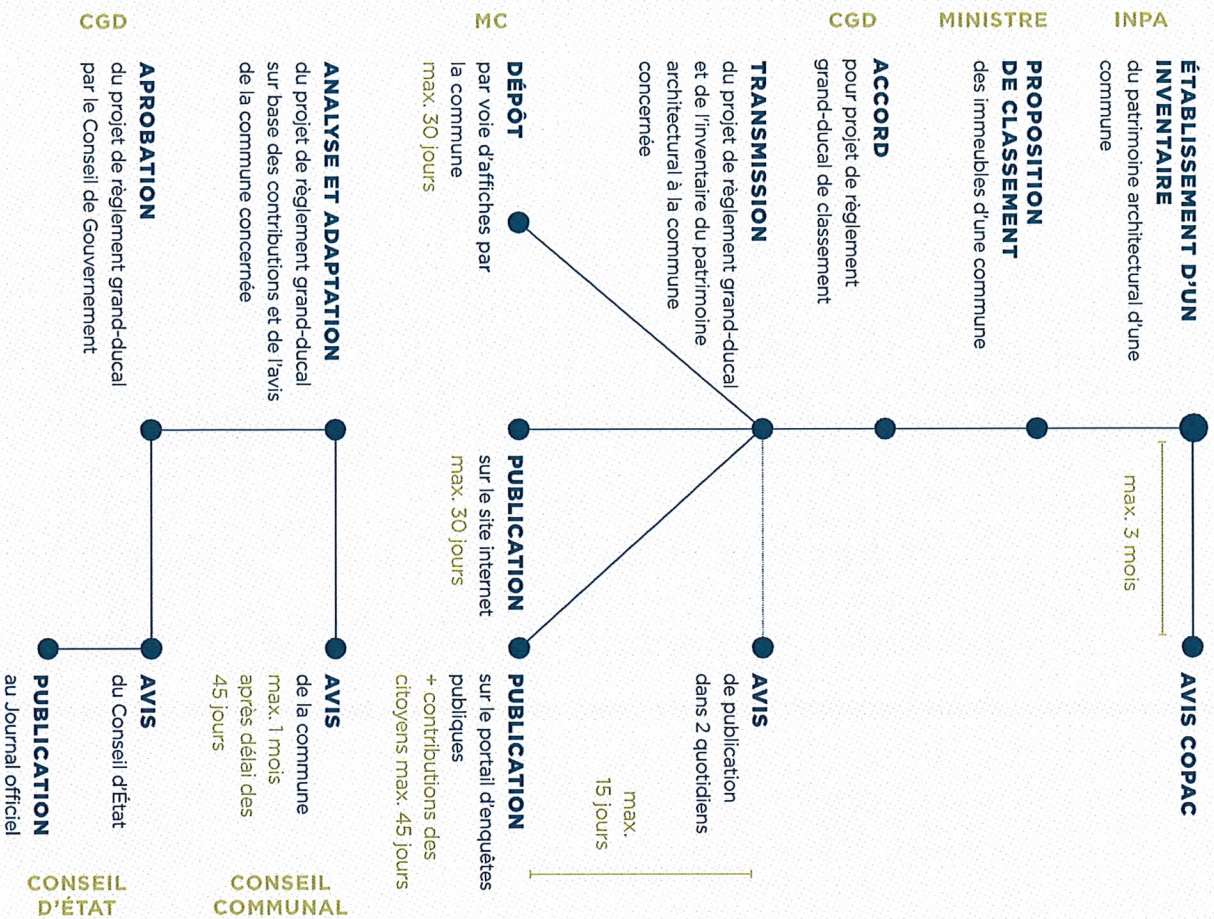 INPA
ÉTABLISSEMENT D'UN
INVENTAIRE
du patrimoine architectural d'une
commune
max. 3 mois
AVIS COPAC
MINISTRE
PROPOSITION
DE CLASSEMENT
des immeubles d'une commune
CGD
ACCORD
pour projet de règlement
grand-ducal de classement
TRANSMISSION
du projet de règlement grand-ducal
et de l'inventaire du patrimoine
architectural à la commune
concernée
AVIS
de publication
dans 2 quotidiens
max.
15 jours
MC
DÉPÔT
par voie d'affiches par
la commune
max. 30 jours
PUBLICATION
sur le site internet
max. 30 jours
PUBLICATION
sur le portail d'enquêtes
publiques
+ contributions des
citoyens max. 45 jours
ANALYSE ET ADAPTATION
du projet de règlement grand-ducal
sur base des contributions et de l'avis
de la commune concernée
AVIS
de la commune
max. 1 mois
après délai des
45 jours
CONSEIL
COMMUNAL
CGD
APROBATION
du projet de règlement grand-ducal
par le Conseil de Gouvernement
AVIS
du Conseil d'État
PUBLICATION
au Journal officiel
CONSEIL
D'ÉTAT